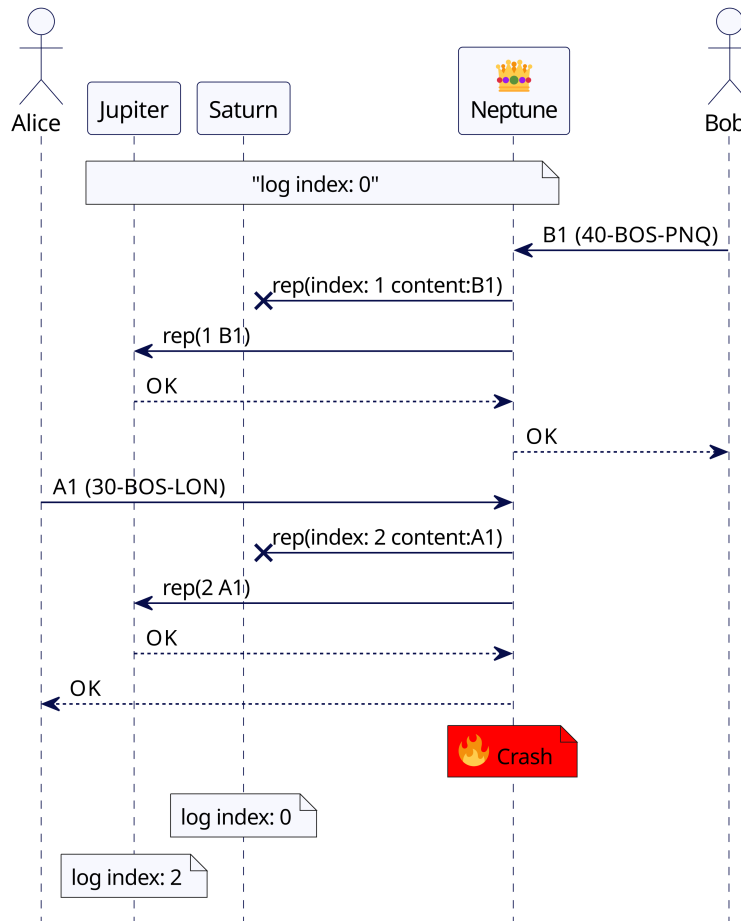 Alice
Jupiter
Saturn
Neptune
Bob
"log index: 0"
B1 (40-BOS-PNQ)
rep(index: 1 content:B1)
rep(1 B1)
OK
OK
A1 (30-BOS-LON)
rep(index: 2 content:A1)
rep(2 A1)
OK
OK
Crash
log index: 0
log index: 2